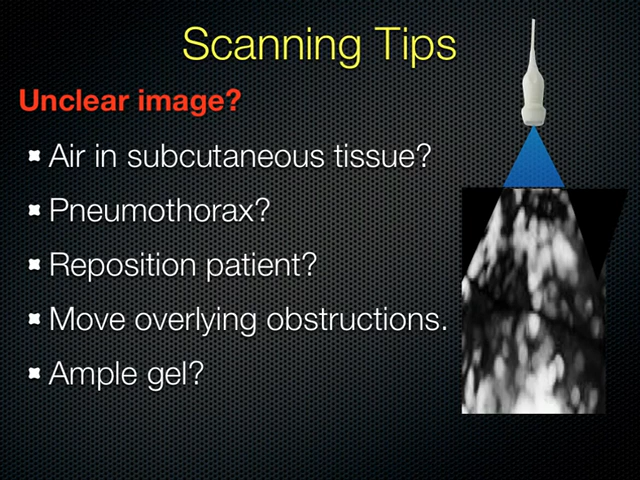 Scanning Tips
Unclear image?
Air in subcutaneous tissue?
Pneumothorax?
Reposition patient?
Move overlying obstructions.
Ample gel?